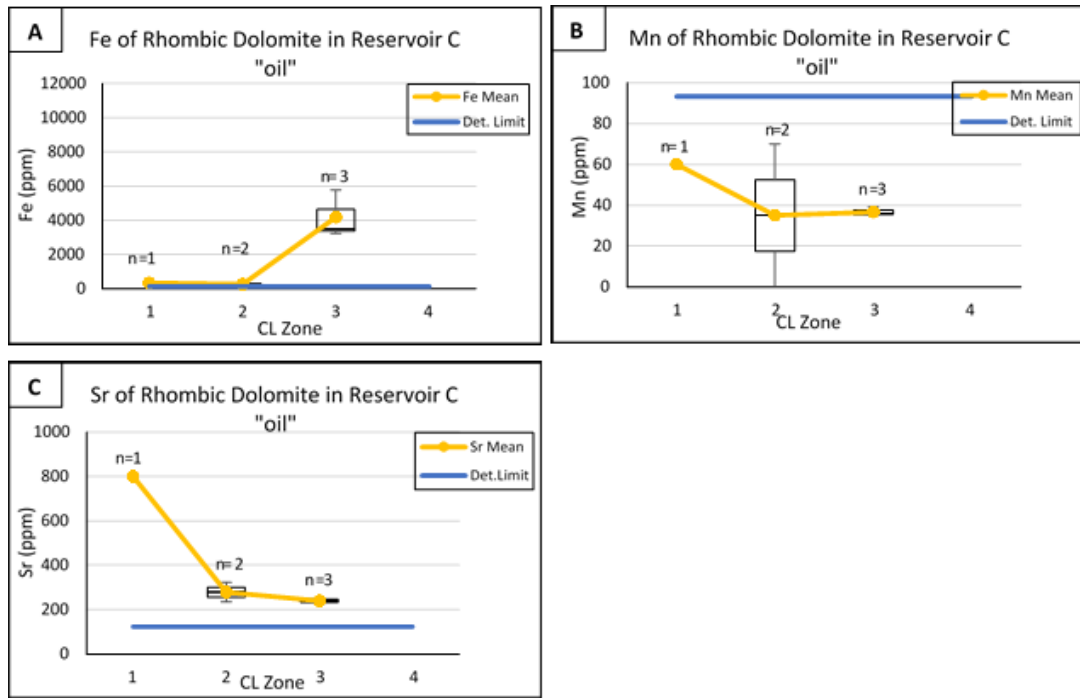 A
Fe of Rhombic Dolomite in Reservoir C
"oil"
12000
10000
8000
6000
4000
2000
0
Fe (ppm)
Fe Mean
Det. Limit
n=1
n=2
n= 3
1 2 3 4
CL Zone
B
Mn of Rhombic Dolomite in Reservoir C
"oil"
100
80
60
40
20
0
Mn (ppm)
Mn Mean
Det. Limit
n= 1
n=2
n=3
1 2 3 4
CL Zone
C
Sr of Rhombic Dolomite in Reservoir C
"oil"
1000
800
600
400
200
0
Sr (ppm)
Sr Mean
Det.Limit
n=1
n= 2
n=3
1 2 3 4
CL Zone